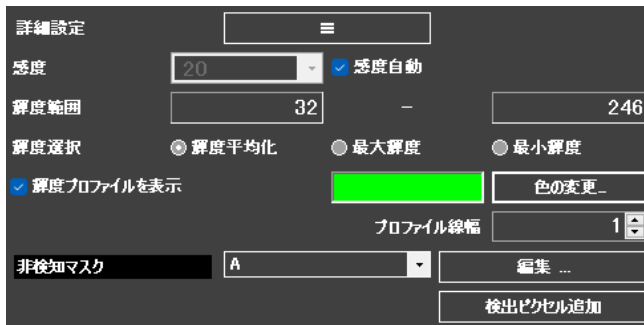 詳細設定 ≡
感度 20 感度自動
輝度範囲 32 − 246
輝度選択 輝度平均化 最大輝度 最小輝度
輝度プロファイルを表示 色の変更...
プロファイル線幅 1
非検知マスク A 編集 ...
検出ピクセル追加